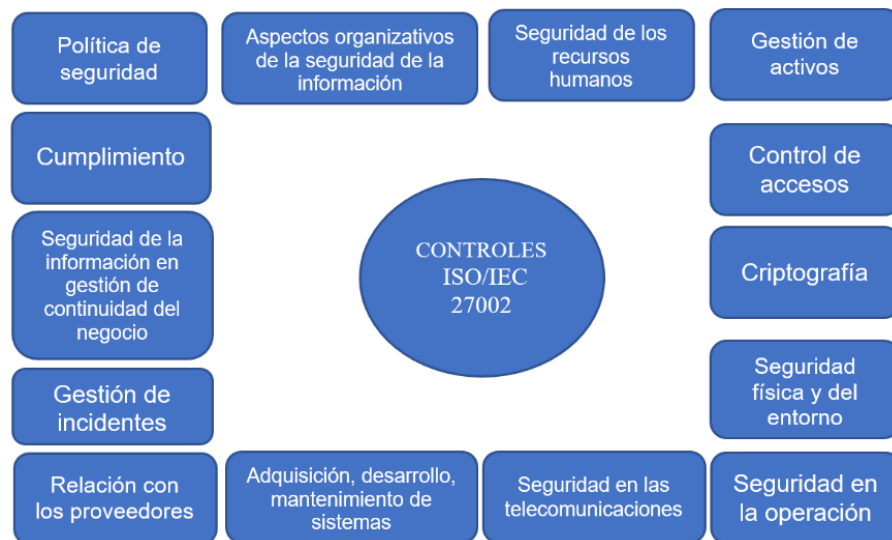 Política de
seguridad
Aspectos organizativos
de la seguridad de la
información
Seguridad de los
recursos
humanos
Gestión de
activos
Cumplimiento
Control de
accesos
Seguridad de la
información en
gestión de
continuidad del
negocio
CONTROLES
ISO/IEC
27002
Criptografía
Gestión de
incidentes
Seguridad
física y del
entorno
Relación con
los proveedores
Adquisición, desarrollo,
mantenimiento de
sistemas
Seguridad en las
telecomunicaciones
Seguridad en
la operación